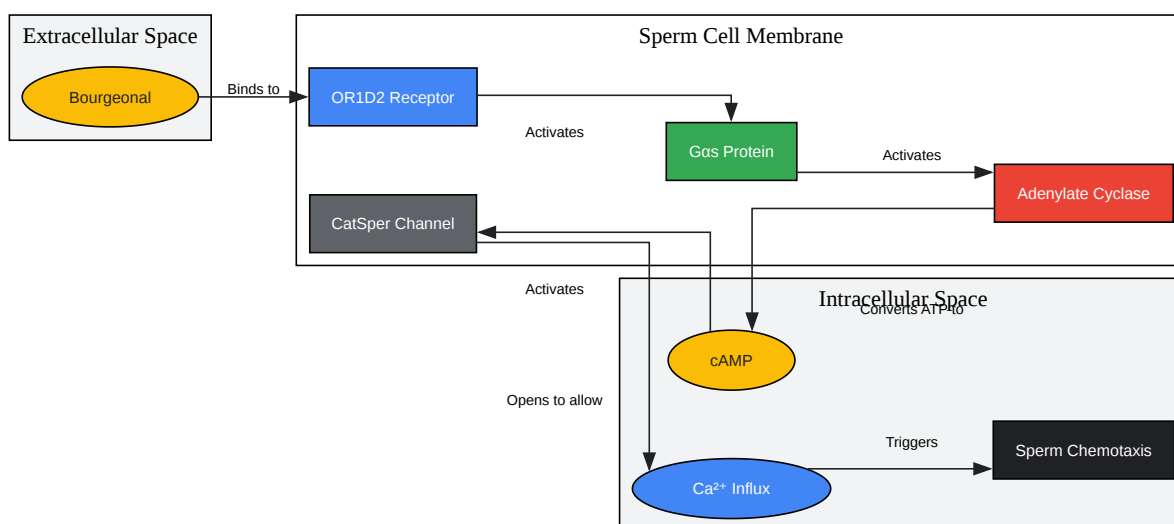 Extracellular Space
Sperm Cell Membrane
Bourgeonal
Binds to
OR1D2 Receptor
Activates
Gαs Protein
Activates
Adenylate Cyclase
CatSper Channel
Activates
Intracellular Space
Converts ATP to
cAMP
Opens to allow
Triggers
Sperm Chemotaxis
Ca²⁺ Influx